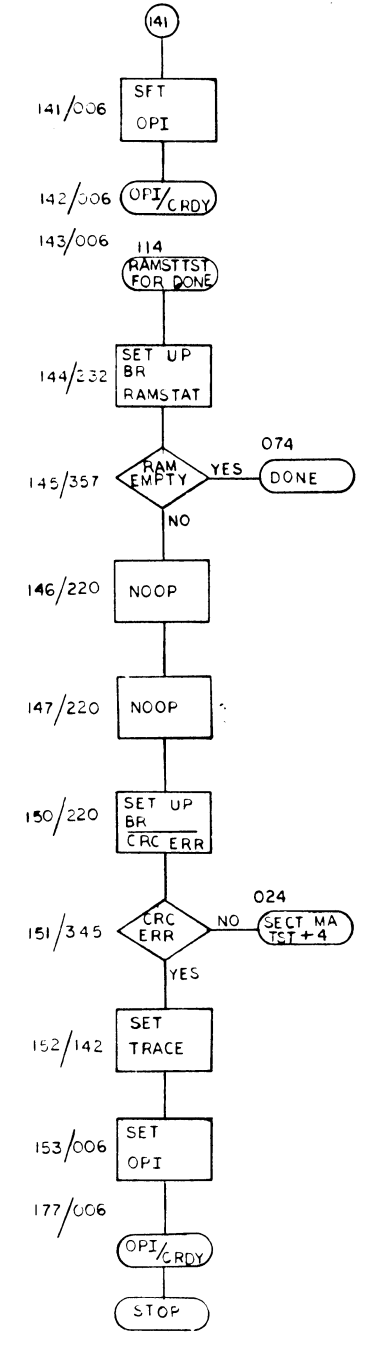 141
141/006
SET
OPI
142/006
OPI/CRDY
143/006
114
RAMSTTST
FOR DONE
144/232
SET UP
BR
RAMSTAT
145/357
RAM
EMPTY
YES
074
DONE
NO
146/220
NOOP
147/220
NOOP
150/220
SET UP
BR
CRC ERR
151/345
CRC
ERR
NO
024
SECT MA
TST + 4
YES
152/142
SET
TRACE
153/006
SET
OPI
177/006
OPI/CRDY
STOP